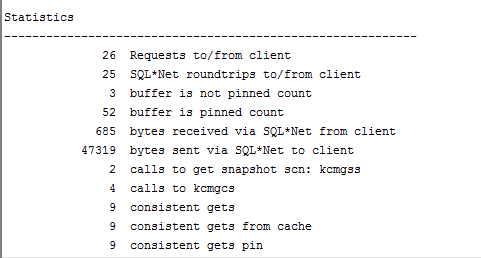 Statistics
-----------------------------------------------------------
26 Requests to/from client
25 SQL*Net roundtrips to/from client
3 buffer is not pinned count
52 buffer is pinned count
685 bytes received via SQL*Net from client
47319 bytes sent via SQL*Net to client
2 calls to get snapshot scn: kcmgss
4 calls to kcmgcs
9 consistent gets
9 consistent gets from cache
9 consistent gets pin